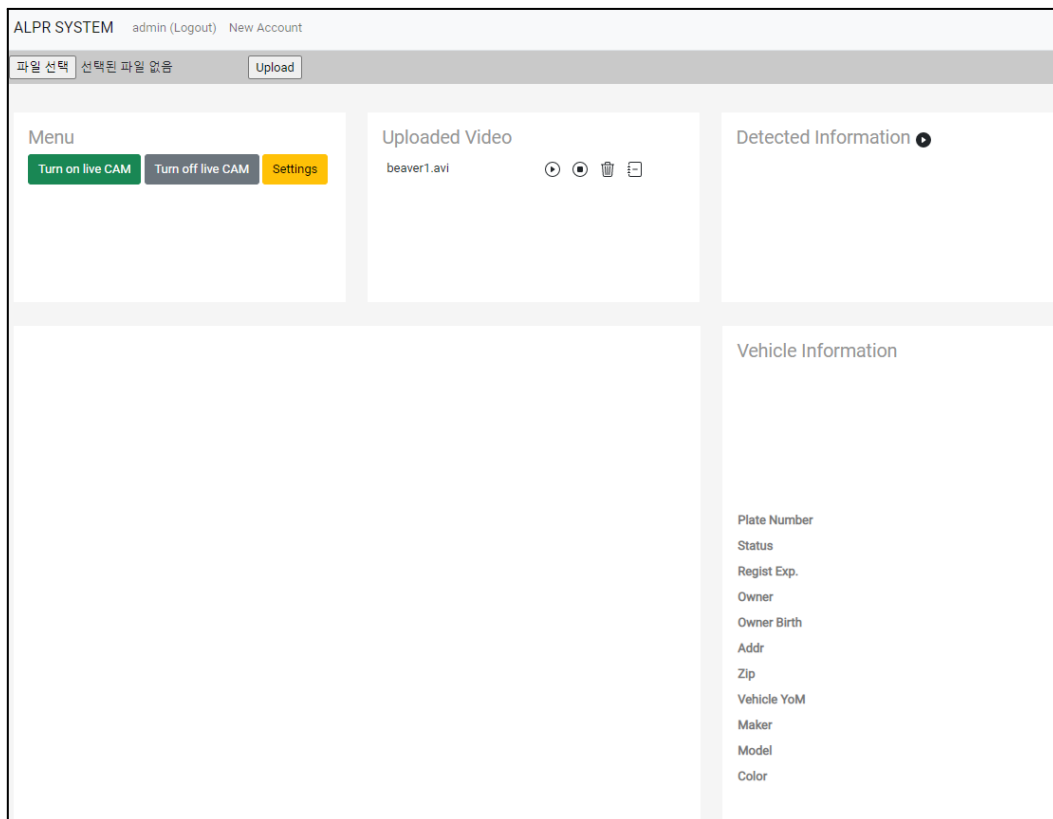 ALPR SYSTEM admin (Logout) New Account
파일 선택 선택된 파일 없음 Upload
Menu
Turn on live CAM Turn off live CAM Settings
Uploaded Video
beaver1.avi
Detected Information
Vehicle Information
Plate Number
Status
Regist Exp.
Owner
Owner Birth
Addr
Zip
Vehicle YoM
Maker
Model
Color